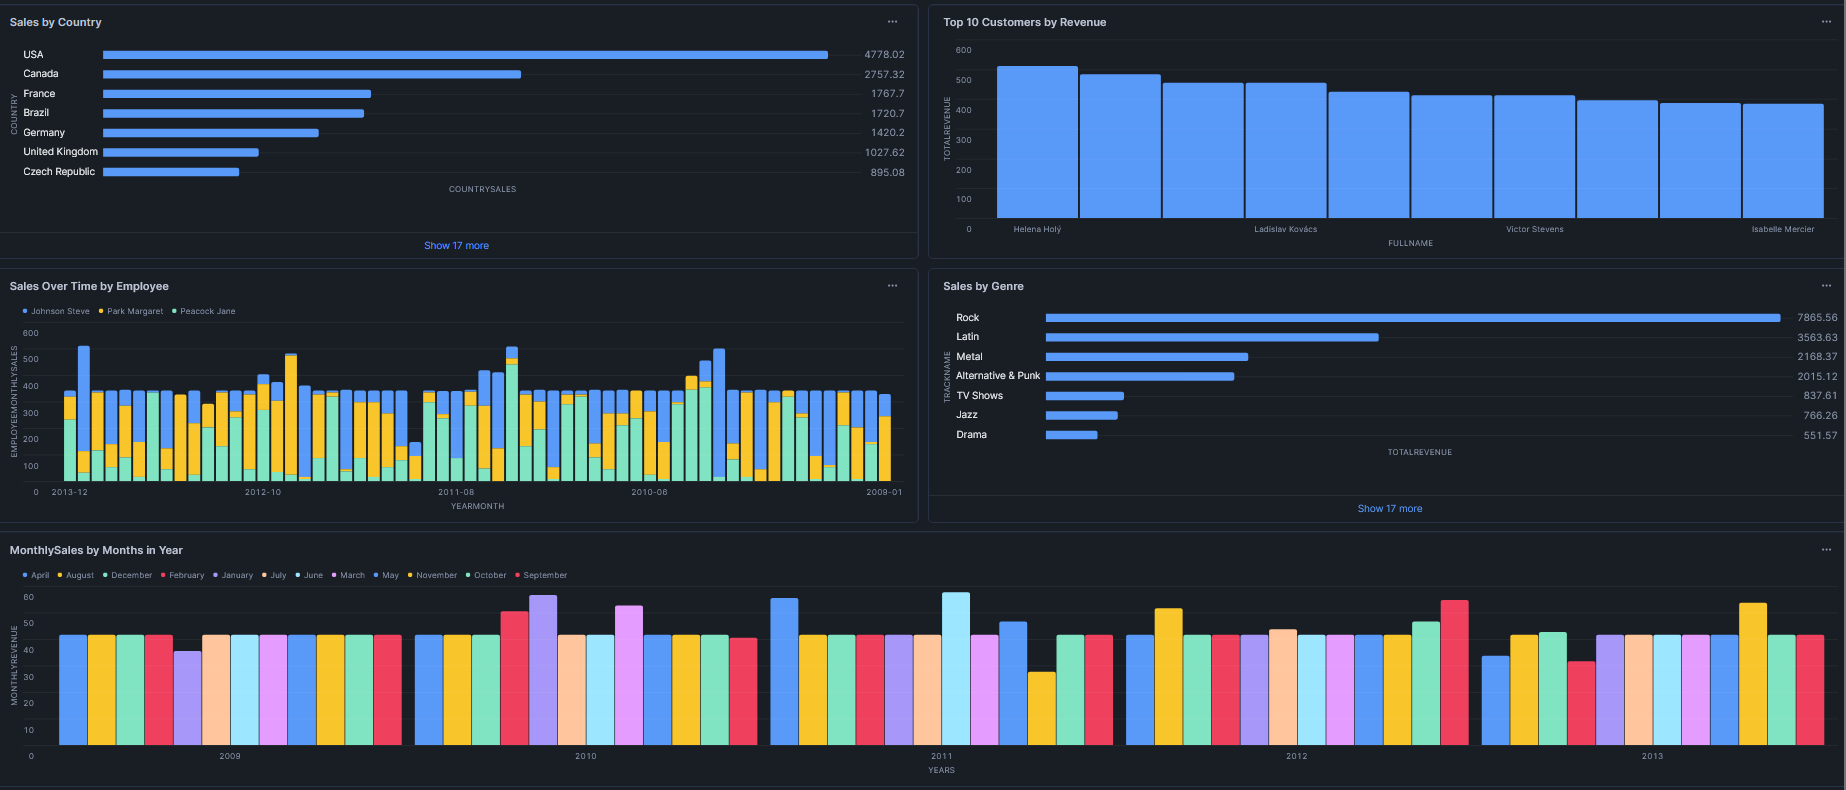 Sales by Country
...
COUNTRY
USA 4778.02
Canada 2757.32
France 1767.7
Brazil 1720.7
Germany 1420.2
United Kingdom 1027.62
Czech Republic 895.08
COUNTRYSALES
Show 17 more
Top 10 Customers by Revenue
...
TOTALREVENUE
600
500
400
300
200
100
0
Helena Holý Ladislav Kovács Victor Stevens Isabelle Mercier
FULLNAME
Sales Over Time by Employee
...
Johnson Steve Park Margaret Peacock Jane
EMPLOYEEMONTHLYSALES
600
500
400
300
200
100
0
2013-12 2012-10 2011-08 2010-06 2009-01
YEARMONTH
Sales by Genre
...
TRACKNAME
Rock 7865.56
Latin 3563.63
Metal 2168.37
Alternative & Punk 2015.12
TV Shows 837.61
Jazz 766.26
Drama 551.57
TOTALREVENUE
Show 17 more
MonthlySales by Months in Year
...
April August December February January July June March May November October September
MONTHLYREVENUE
60
50
40
30
20
10
0
2009 2010 2011 2012 2013
YEARS